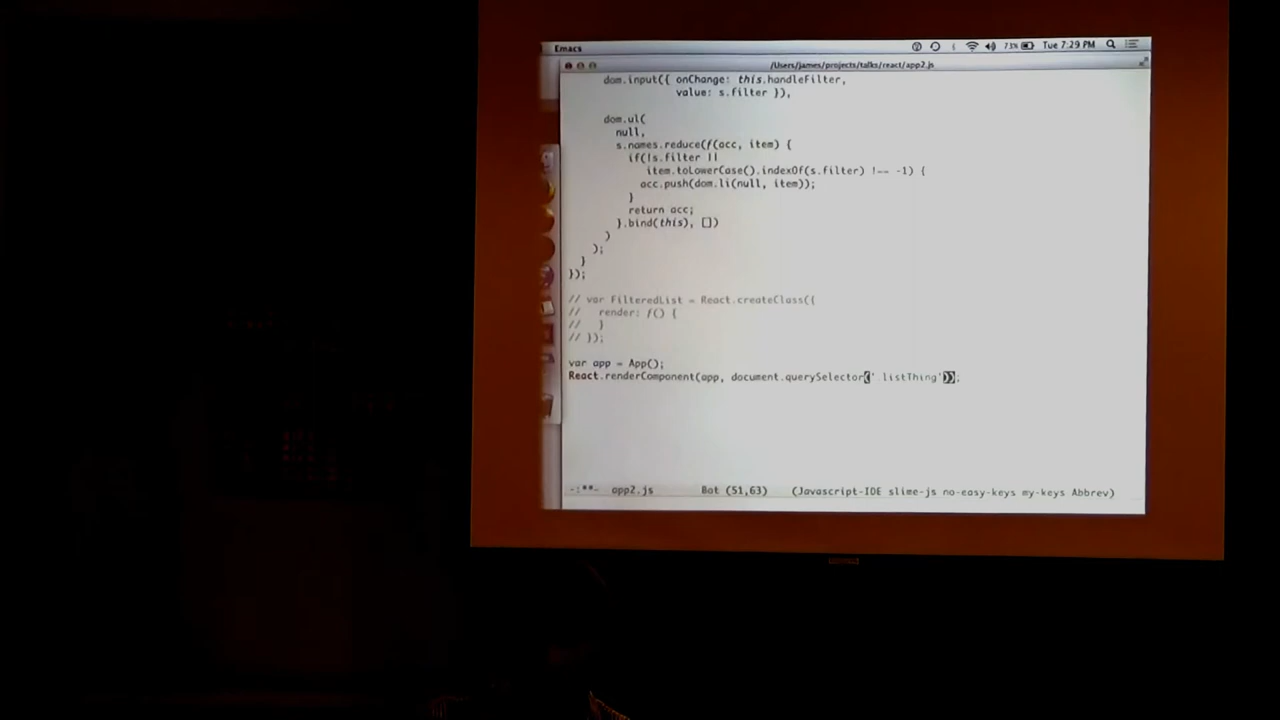 Emacs
73% Tue 7:29 PM
/Users/james/projects/talks/react/app2.js
dom.input({ onChange: this.handleFilter,
value: s.filter }),
dom.ul(
null,
s.names.reduce(f(acc, item) {
if(!s.filter ||
item.toLowerCase().indexOf(s.filter) !== -1) {
acc.push(dom.li(null, item));
}
return acc;
}.bind(this), [])
)
);
}
});
// var FilteredList = React.createClass({
//   render: f() {
//   }
// });
var app = App();
React.renderComponent(app, document.querySelector('.listThing'));
-:**-  app2.js        Bot (51,63)    (Javascript-IDE slime-js no-easy-keys my-keys Abbrev)